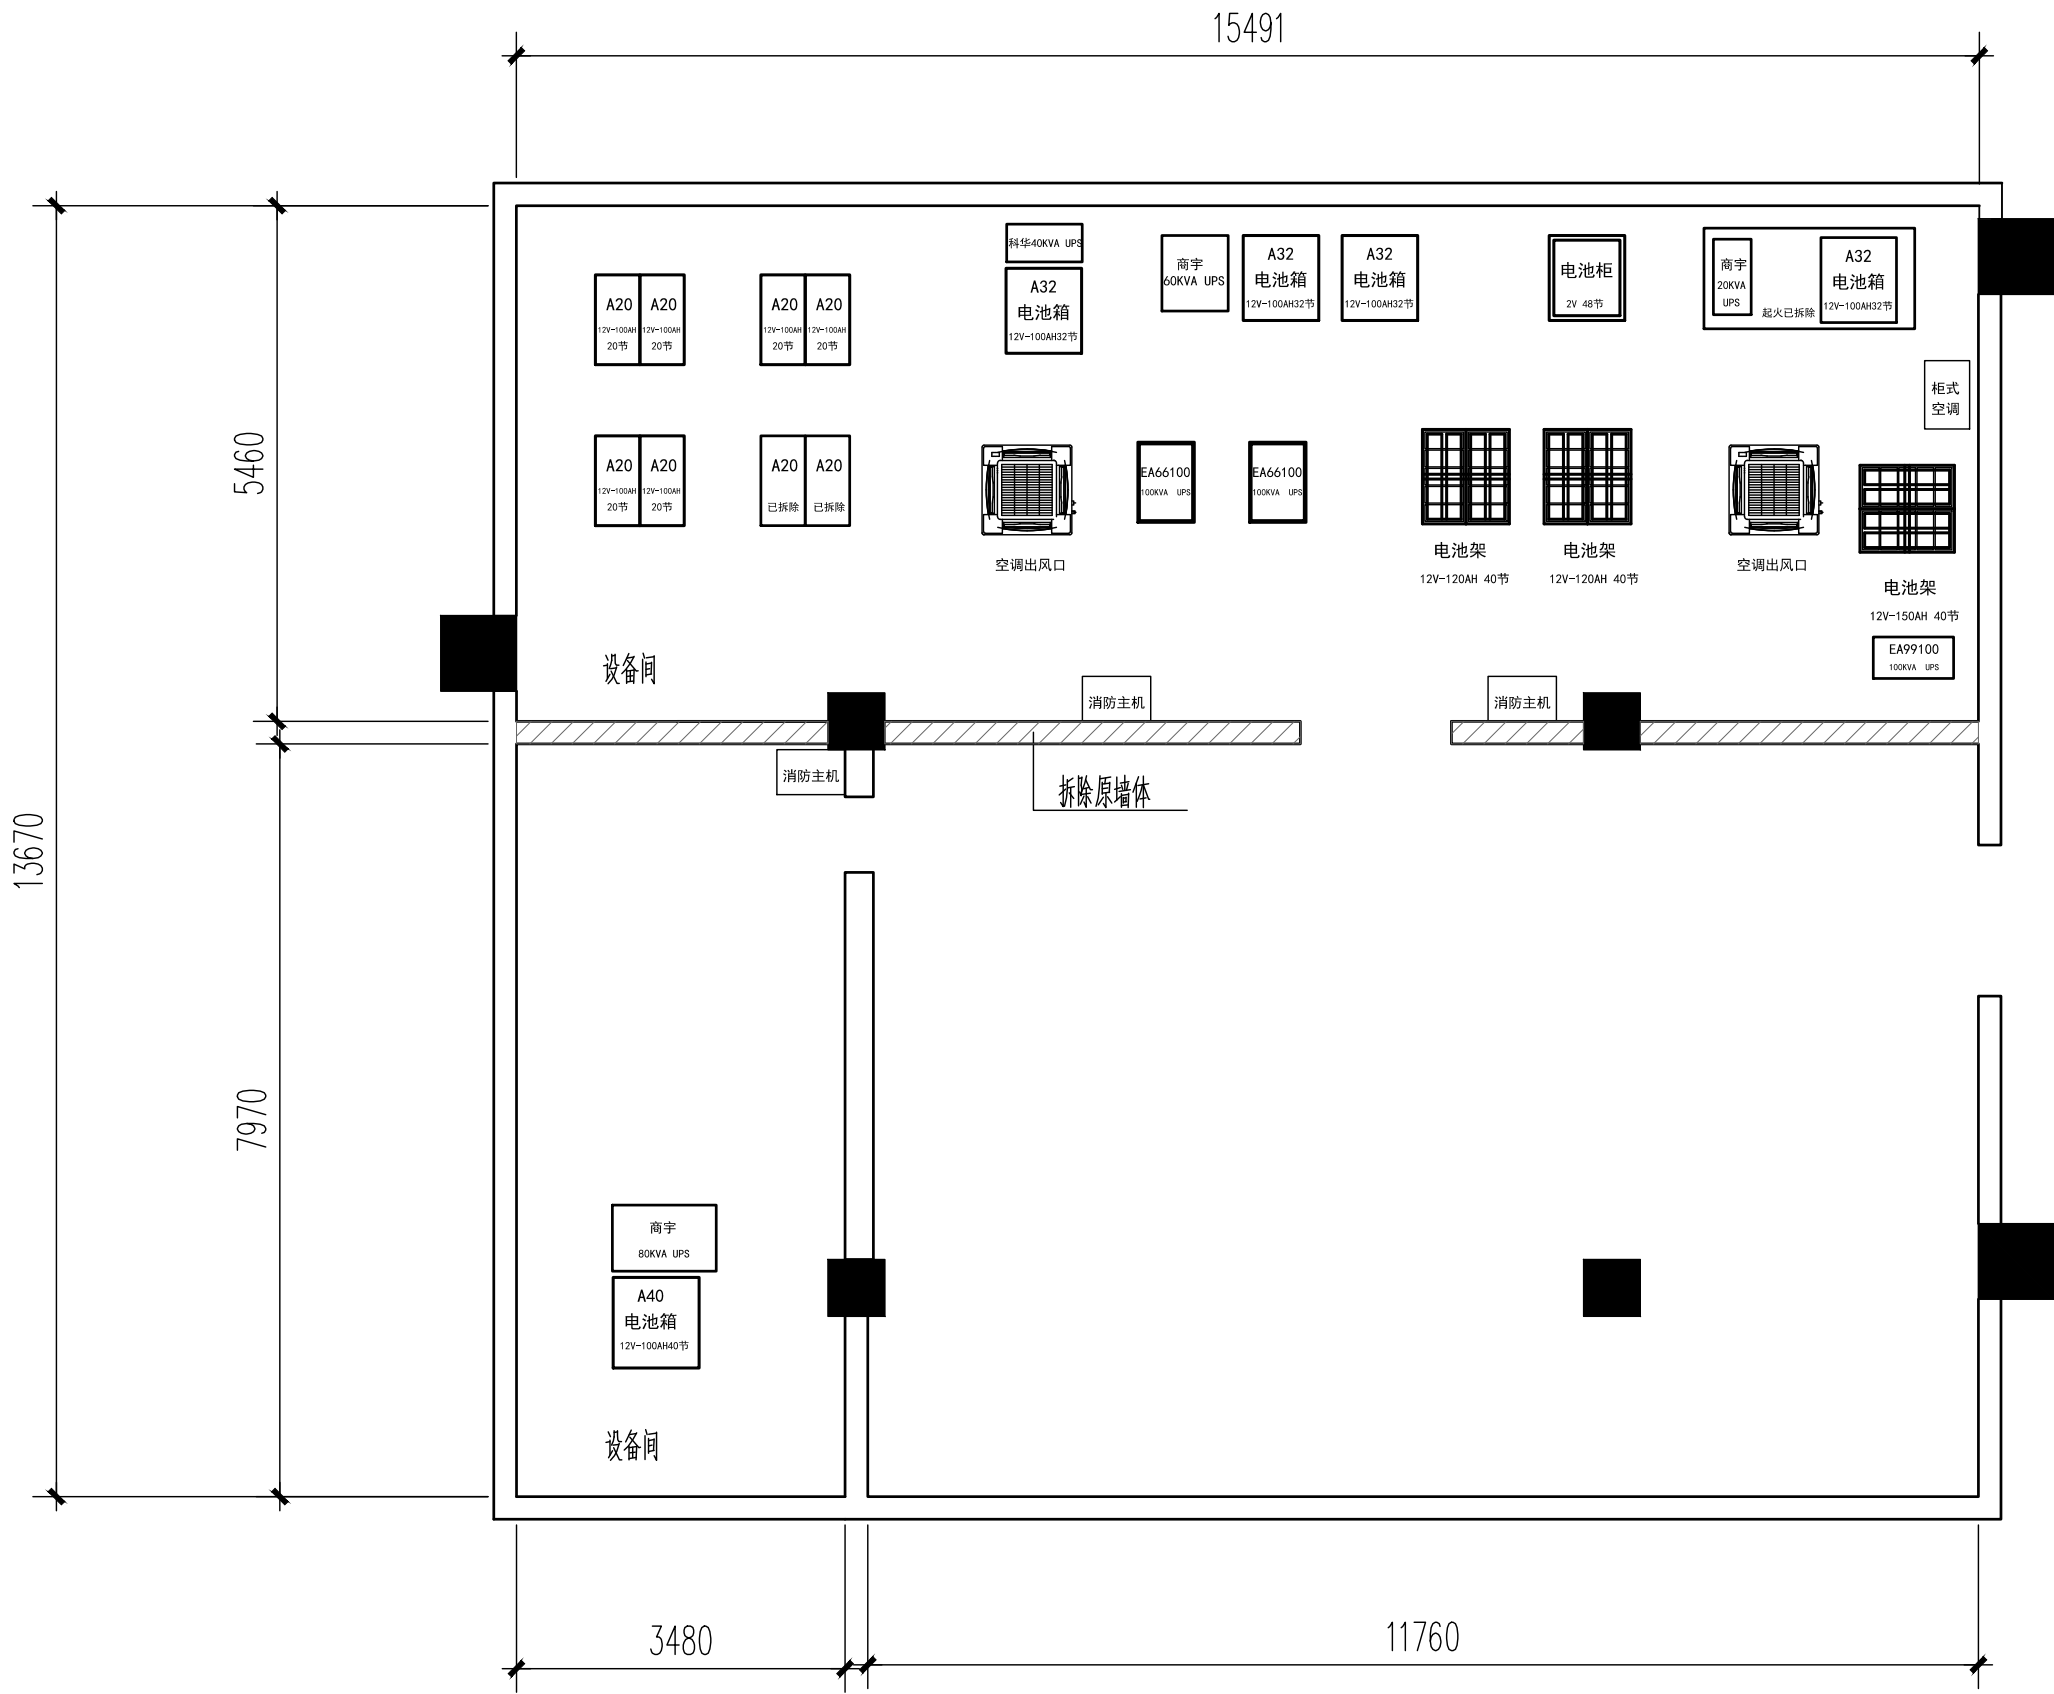 15491
科华40KVA UPS
A32
电池箱
12V-100AH32节
商宇
60KVA UPS
A32
电池箱
12V-100AH32节
A32
电池箱
12V-100AH32节
电池柜
2V 48节
商宇
20KVA
UPS
起火已拆除
A32
电池箱
12V-100AH32节
A20
12V-100AH
20节
A20
12V-100AH
20节
A20
12V-100AH
20节
A20
12V-100AH
20节
柜式
空调
5460
A20
12V-100AH
20节
A20
12V-100AH
20节
A20
已拆除
A20
已拆除
空调出风口
EA66100
100KVA UPS
EA66100
100KVA UPS
电池架
12V-120AH 40节
电池架
12V-120AH 40节
空调出风口
电池架
12V-150AH 40节
EA99100
100KVA UPS
设备间
消防主机
消防主机
消防主机
拆除原墙体
13670
7970
商宇
80KVA UPS
A40
电池箱
12V-100AH40节
设备间
3480
11760